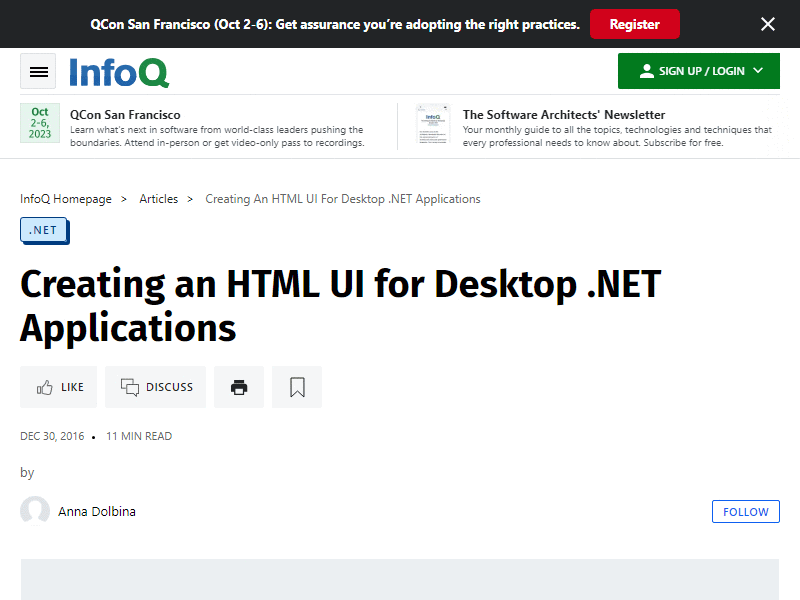 QCon San Francisco (Oct 2-6): Get assurance you're adopting the right practices.
Register
InfoQ
SIGN UP / LOGIN
Oct
2-6,
2023
QCon San Francisco
Learn what's next in software from world-class leaders pushing the
boundaries. Attend in-person or get video-only pass to recordings.
InfoQ
The Software Architects' Newsletter
Your monthly guide to all the topics, technologies and techniques that
every professional needs to know about. Subscribe for free.
InfoQ Homepage > Articles > Creating An HTML UI For Desktop .NET Applications
.NET
Creating an HTML UI for Desktop .NET
Applications
LIKE
DISCUSS
DEC 30, 2016 • 11 MIN READ
by
Anna Dolbina
FOLLOW